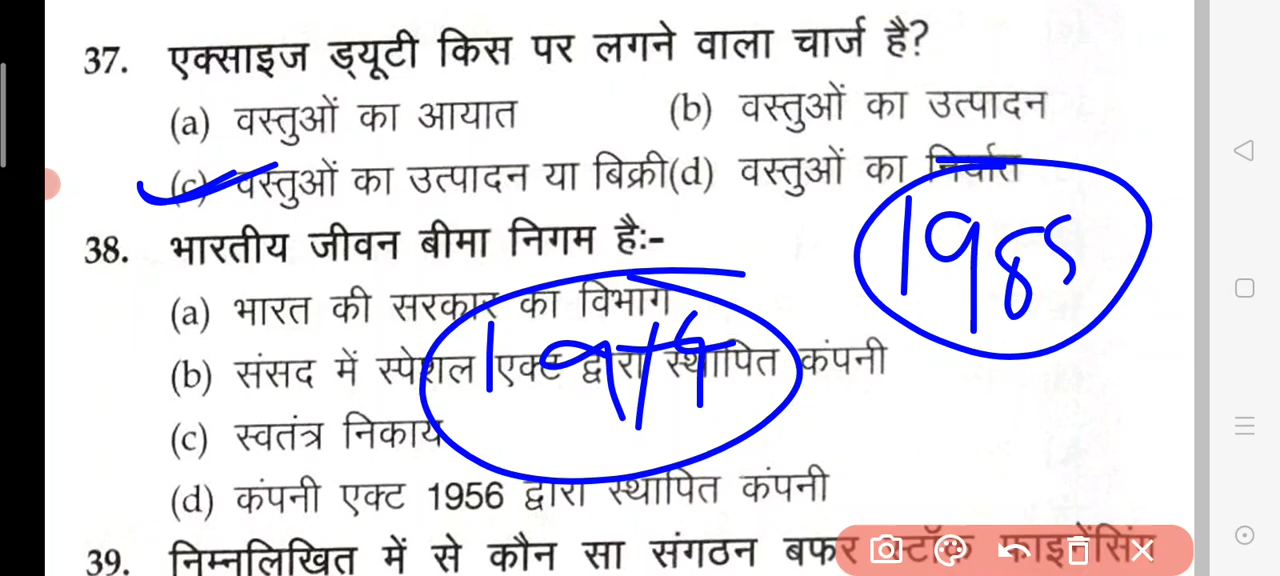 37. एक्साइज ड्यूटी किस पर लगने वाला चार्ज है?
(a) वस्तुओं का आयात (b) वस्तुओं का उत्पादन
(c) वस्तुओं का उत्पादन या बिक्री (d) वस्तुओं का निर्यात
1985
38. भारतीय जीवन बीमा निगम है:-
(a) भारत की सरकार का विभाग
(b) संसद में स्पेशल एक्ट द्वारा स्थापित कंपनी
(c) स्वतंत्र निकाय
(d) कंपनी एक्ट 1956 द्वारा स्थापित कंपनी
39. निम्नलिखित में से कौन सा संगठन बफर स्टॉक फाइनेंसिंग